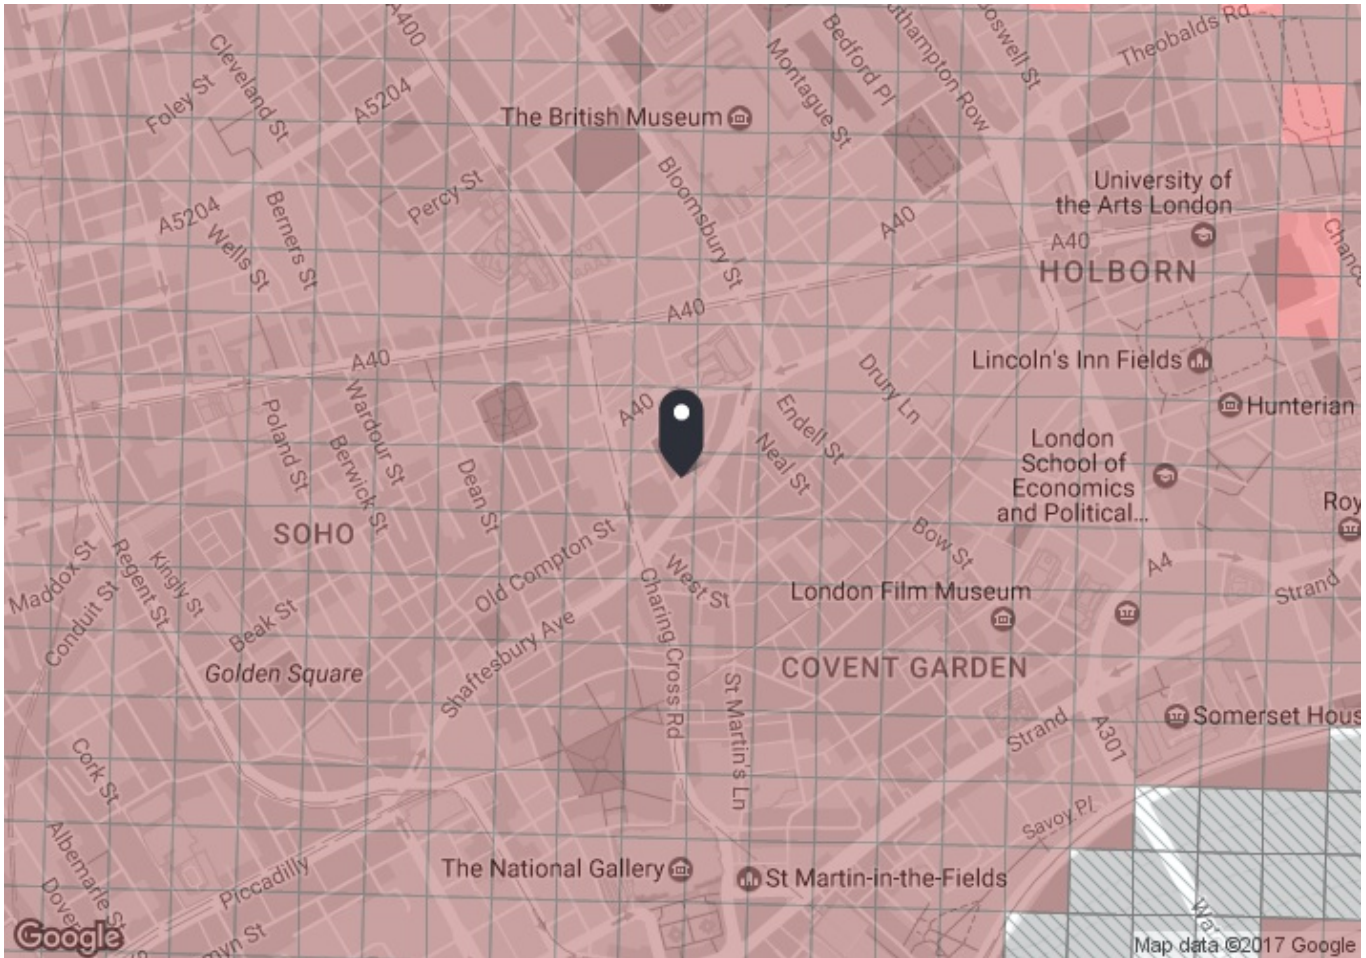 A400
Bedford Pl
Southampton Row
Boswell St
Theobalds Rd
Cleveland St
Foley St
A5204
Montague St
The British Museum
Percy St
Bloomsbury St
University of
the Arts London
A5204
Berners St
Wells St
A40
A40
HOLBORN
A40
A40
Lincoln's Inn Fields
Drury Ln
Hunterian
A40
Endell St
Neal St
Poland St
Wardour St
Berwick St
Dean St
London
School of
Economics
and Political...
Roy
SOHO
Old Compton St
Bow St
Maddox St
Regent St
Kingly St
Conduit St
Beak St
West St
A4
Strand
London Film Museum
Charing Cross Rd
Shaftesbury Ave
Golden Square
COVENT GARDEN
St Martin's Ln
Strand
A301
Somerset Hous
Cork St
Savoy Pl
Albemarle St
Dover
Piccadilly
The National Gallery
St Martin-in-the-Fields
myn St
Google
Map data ©2017 Google